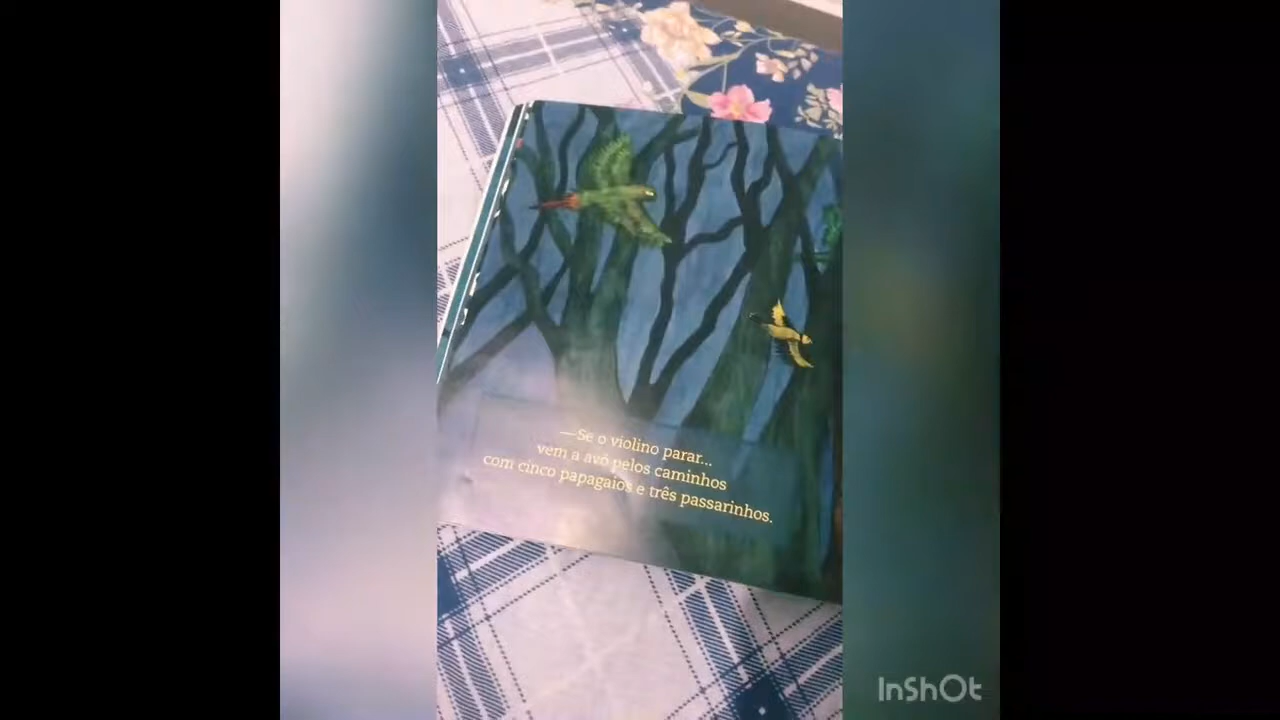 —Se o violino parar...
vem a avó pelos caminhos
com cinco papagaios e três passarinhos.
InShOt